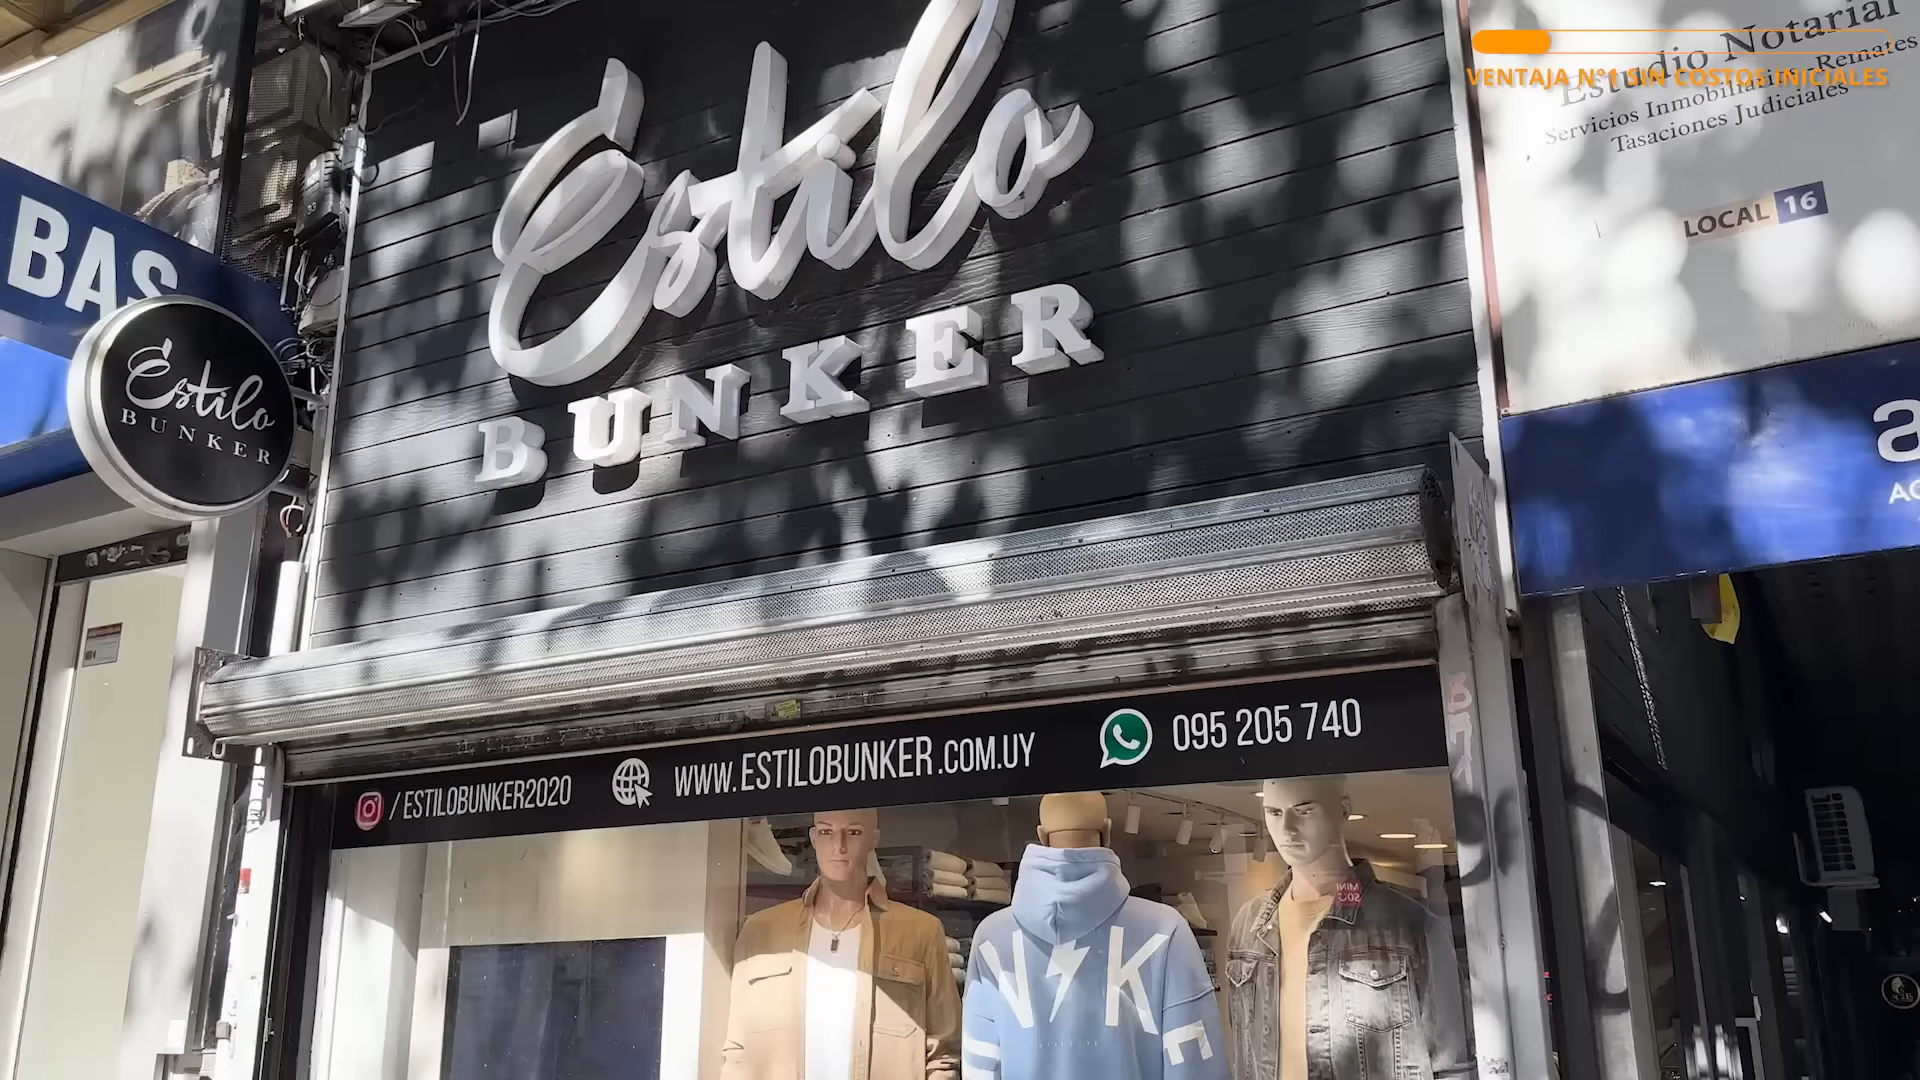 Estilo
BUNKER
BAS
Estilo
BUNKER
/ESTILOBUNKER2020
WWW.ESTILOBUNKER.COM.UY
095 205 740
VENTAJA N°1 SIN COSTOS INICIALES
Estudio Notarial
Servicios Inmobiliarios - Remates
Tasaciones Judiciales
LOCAL 16
a